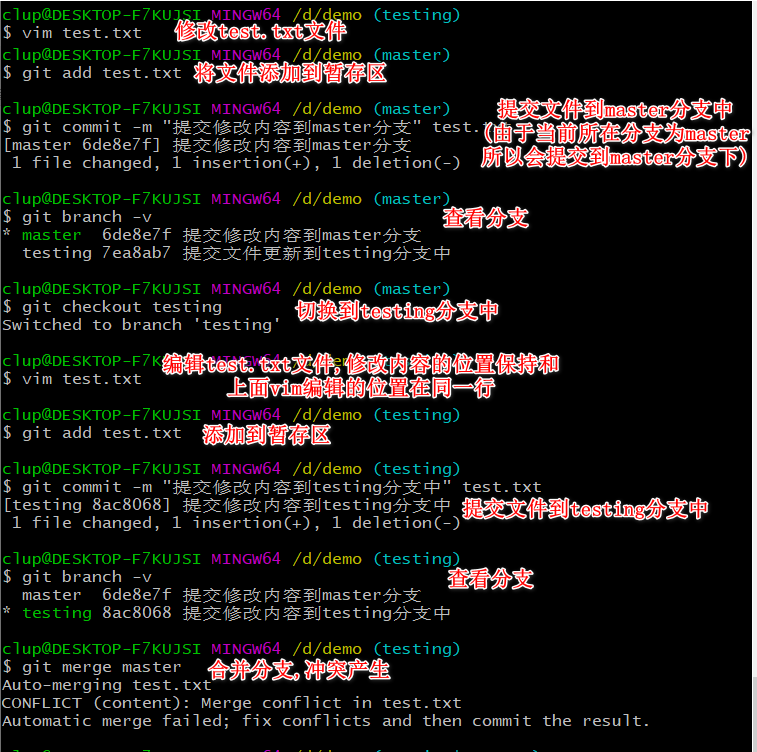 clup@DESKTOP-F7KUJSI MINGW64 /d/demo (testing)
$ vim test.txt 修改test.txt文件
clup@DESKTOP-F7KUJSI MINGW64 /d/demo (master)
$ git add test.txt 将文件添加到暂存区
clup@DESKTOP-F7KUJSI MINGW64 /d/demo (master)
提交文件到master分支中
$ git commit -m "提交修改内容到master分支" test.
(由于当前所在分支为master
[master 6de8e7f] 提交修改内容到master分支
所以会提交到master分支下)
1 file changed, 1 insertion(+), 1 deletion(-)
clup@DESKTOP-F7KUJSI MINGW64 /d/demo (master)
$ git branch -v 查看分支
* master 6de8e7f 提交修改内容到master分支
testing 7ea8ab7 提交文件更新到testing分支中
clup@DESKTOP-F7KUJSI MINGW64 /d/demo (master)
$ git checkout testing 切换到testing分支中
Switched to branch 'testing'
clup@DESKTOP-F7KUJSI
编辑test.txt文件,修改内容的位置保持和
$ vim test.txt 上面vim编辑的位置在同一行
clup@DESKTOP-F7KUJSI MINGW64 /d/demo (testing)
$ git add test.txt 添加到暂存区
clup@DESKTOP-F7KUJSI MINGW64 /d/demo (testing)
$ git commit -m "提交修改内容到testing分支中" test.txt
[testing 8ac8068] 提交修改内容到testing分支中 提交文件到testing分支中
1 file changed, 1 insertion(+), 1 deletion(-)
clup@DESKTOP-F7KUJSI MINGW64 /d/demo (testing)
$ git branch -v 查看分支
master 6de8e7f 提交修改内容到master分支
* testing 8ac8068 提交修改内容到testing分支中
clup@DESKTOP-F7KUJSI MINGW64 /d/demo (testing)
$ git merge master 合并分支,冲突产生
Auto-merging test.txt
CONFLICT (content): Merge conflict in test.txt
Automatic merge failed; fix conflicts and then commit the result.